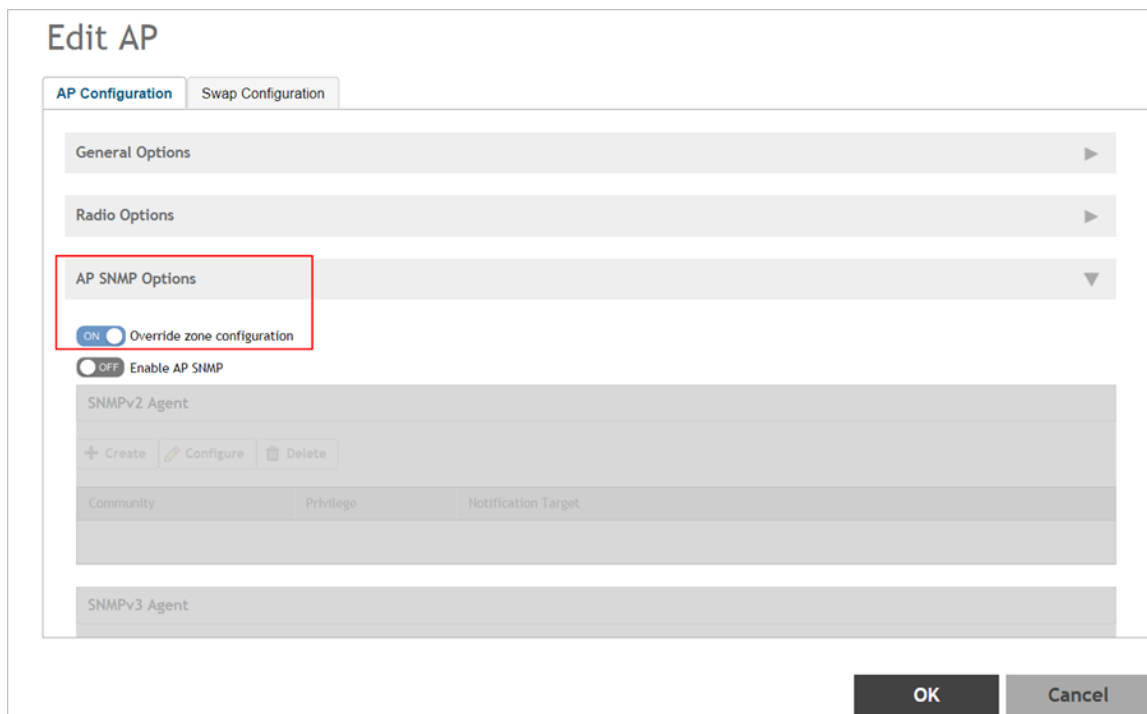 Edit AP
AP Configuration Swap Configuration
General Options
Radio Options
AP SNMP Options
ON Override zone configuration
OFF Enable AP SNMP
SNMPv2 Agent
Create Configure Delete
Community Privilege Notification Target
SNMPv3 Agent
OK Cancel